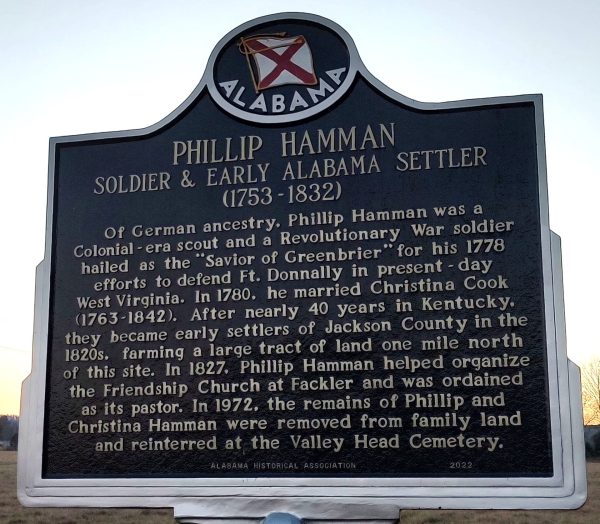 ALABAMA
PHILLIP HAMMAN
SOLDIER & EARLY ALABAMA SETTLER
(1753-1832)
Of German ancestry, Phillip Hamman was a
Colonial-era scout and a Revolutionary War soldier
hailed as the "Savior of Greenbrier" for his 1778
efforts to defend Ft. Donnally in present-day
West Virginia. In 1780, he married Christina Cook
(1763-1842). After nearly 40 years in Kentucky,
they became early settlers of Jackson County in the
1820s, farming a large tract of land one mile north
of this site. In 1827, Phillip Hamman helped organize
the Friendship Church at Fackler and was ordained
as its pastor. In 1972, the remains of Phillip and
Christina Hamman were removed from family land
and reinterred at the Valley Head Cemetery.
ALABAMA HISTORICAL ASSOCIATION 2022